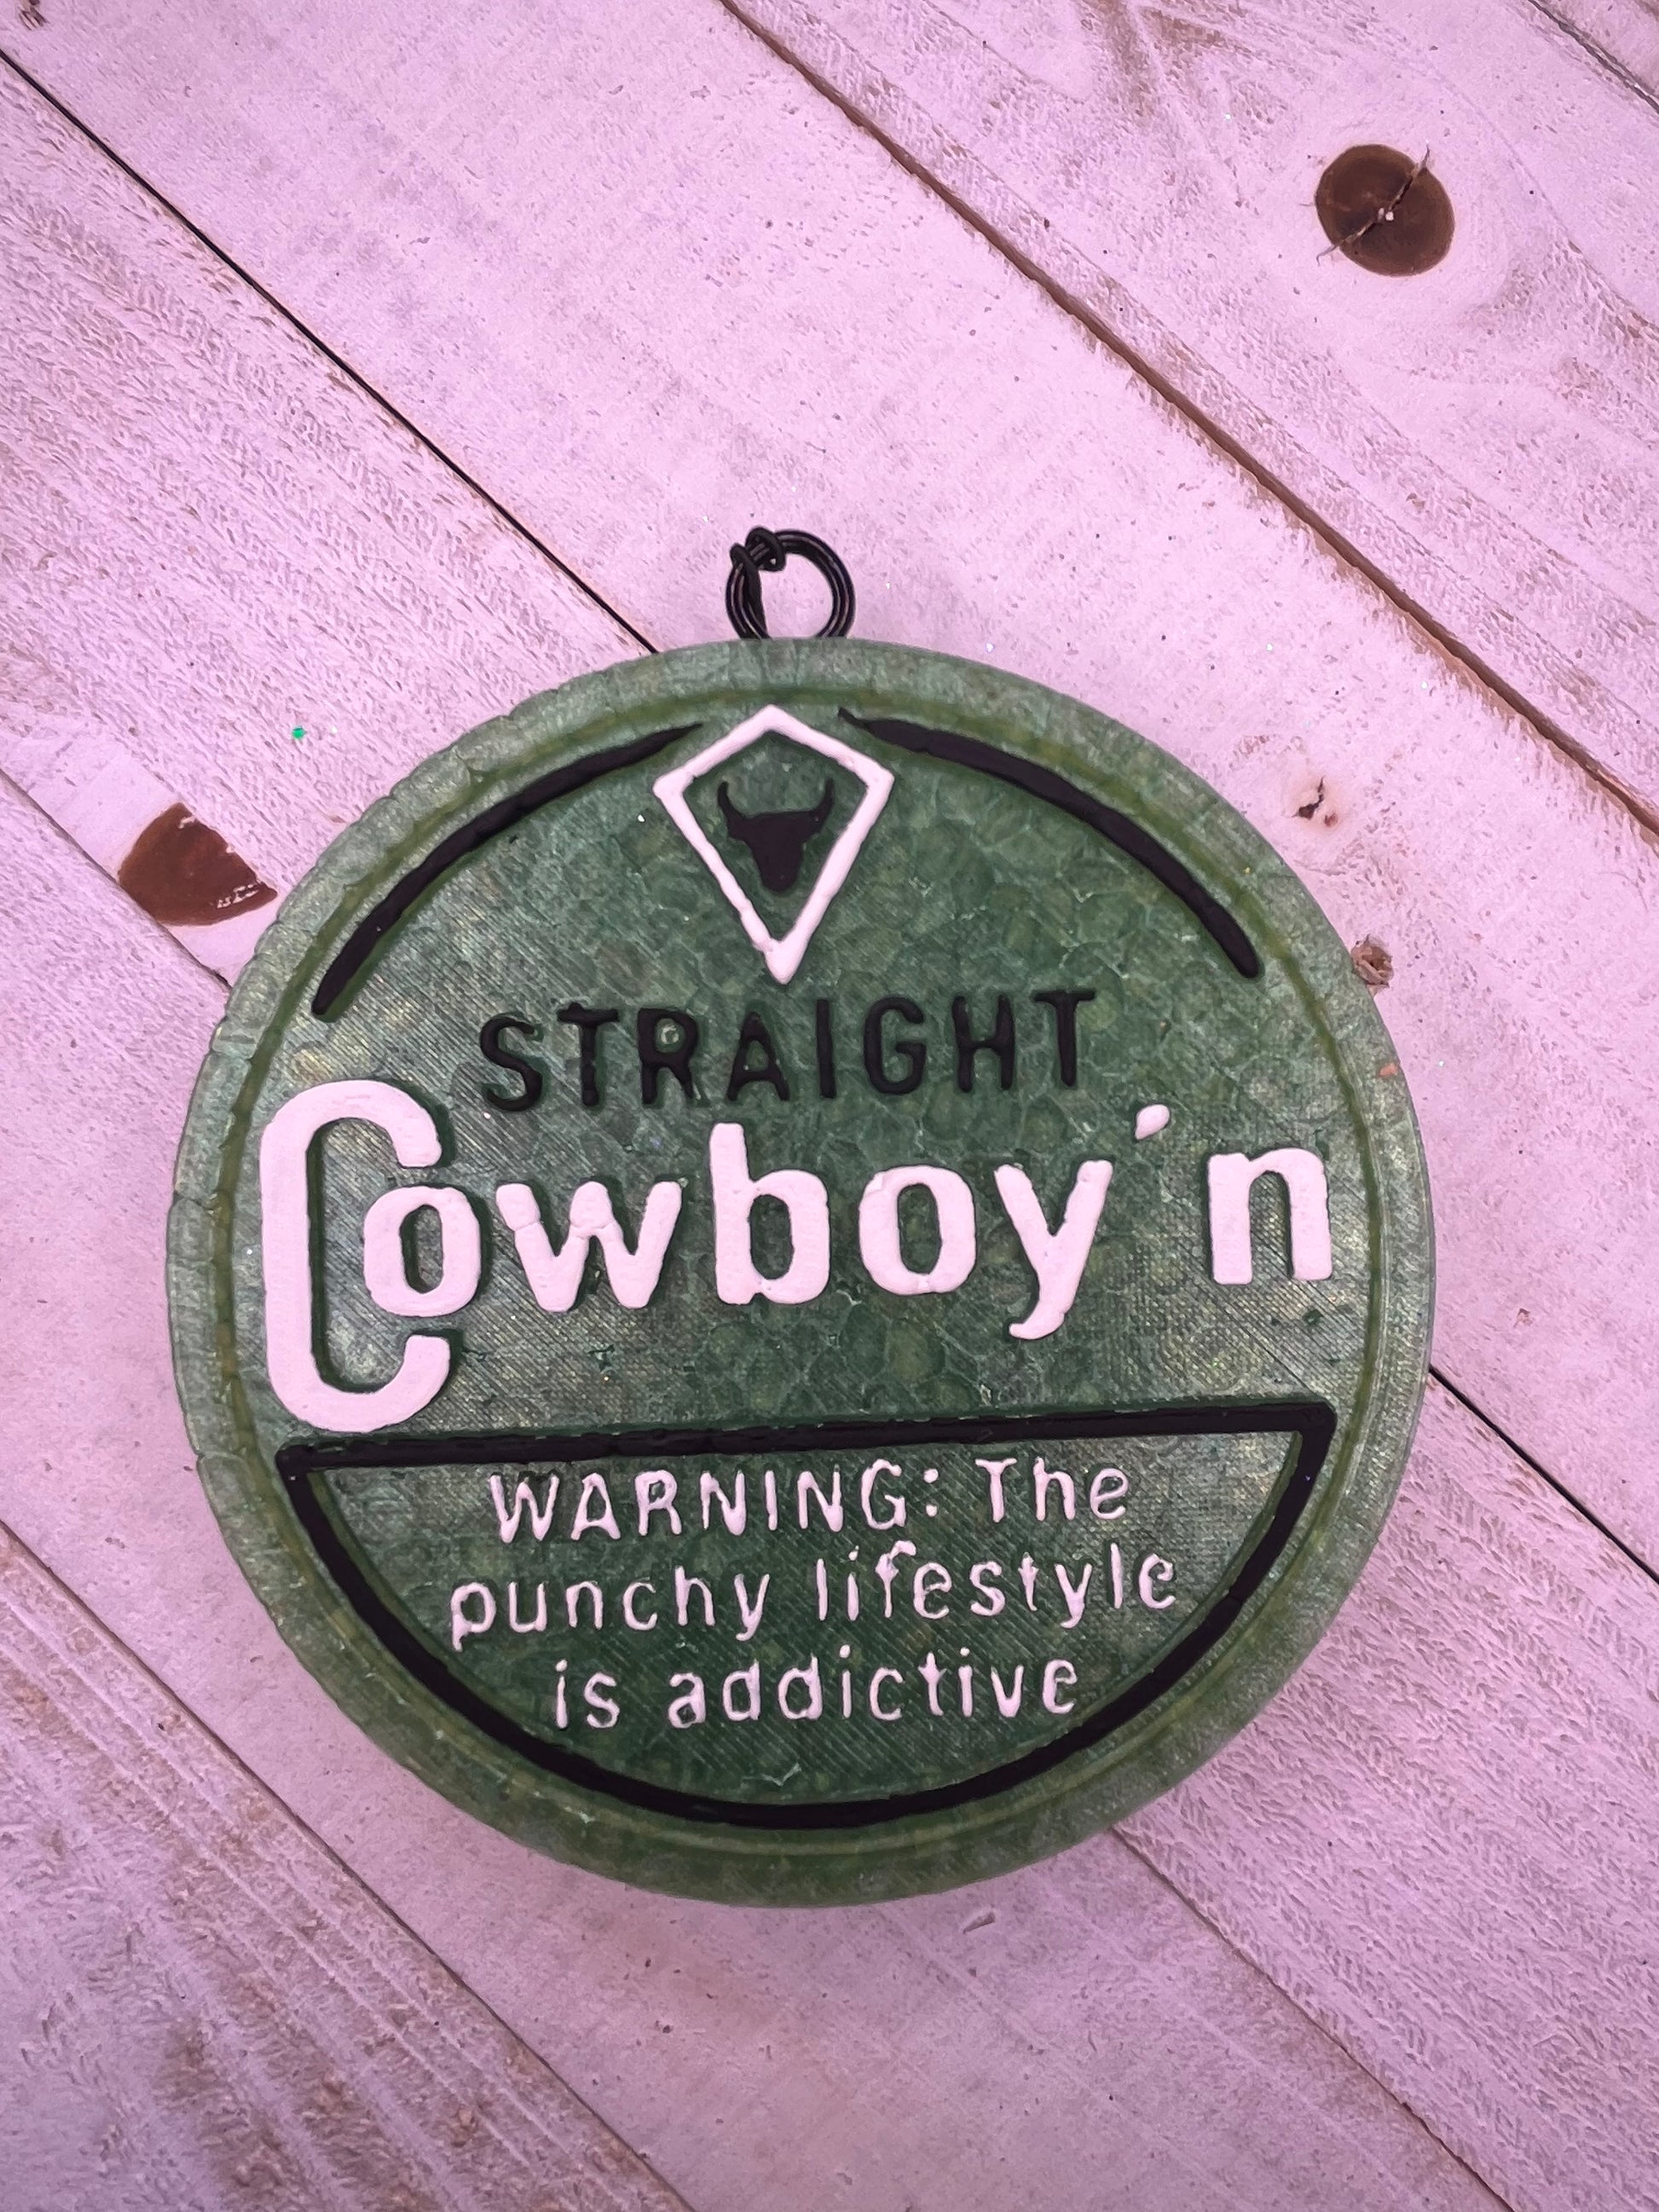 STRAIGHT
Cowboy'n
WARNING: The
punchy lifestyle
is addictive